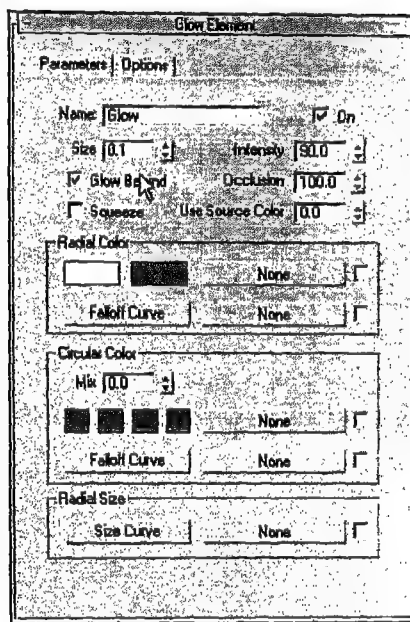 Glow Element
Parameters Options
Name: Glow On
Size 0.1 Intensity 90.0
Glow Behind Occlusion 100.0
Squeeze Use Source Color 0.0
Radial Color
None
Falloff Curve None
Circular Color
Mix 0.0
None
Falloff Curve None
Radial Size
Size Curve None